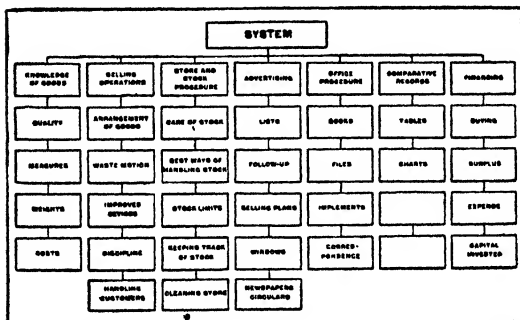 SYSTEM
KNOWLEDGE
OF GOODS
SELLING
OPERATIONS
STORE AND
STOCK
PROCEDURE
ADVERTISING
OFFICE
PROCEDURE
COMPARATIVE
RECORDS
FINANCING
QUALITY
ARRANGEMENT
OF GOODS
CARE OF STOCK
LISTS
BOOKS
TABLES
BUYING
MEASURES
WASTE MOTION
BEST WAYS OF
HANDLING STOCK
FOLLOW-UP
FILES
CHARTS
SURPLUS
WEIGHTS
IMPROVED
DEVICES
STOCK LIMITS
SELLING PLANS
IMPLEMENTS
EXPENSE
COSTS
DISCIPLINE
KEEPING TRACK
OF STOCK
WINDOWS
CORRES-
PONDENCE
CAPITAL
INVESTED
HANDLING
CUSTOMERS
CLEANING STORE
NEWSPAPERS
CIRCULARS